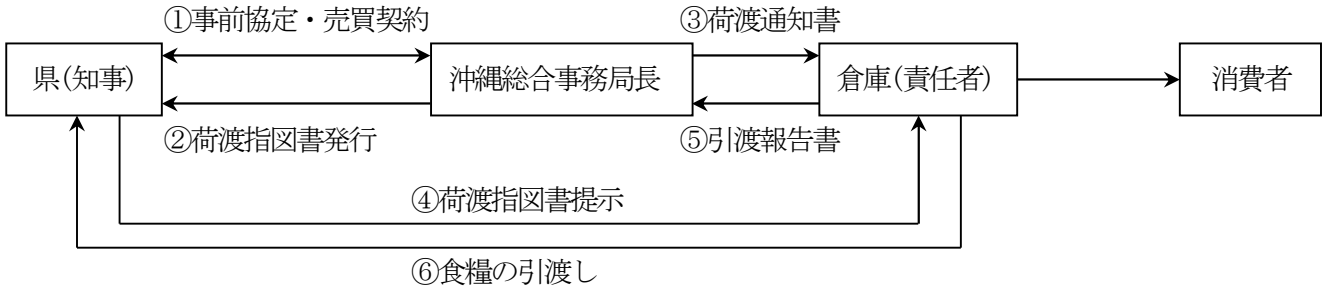 ①事前協定・売買契約
③荷渡通知書
県(知事)
沖縄総合事務局長
倉庫(責任者)
消費者
②荷渡指図書発行
⑤引渡報告書
④荷渡指図書提示
⑥食糧の引渡し